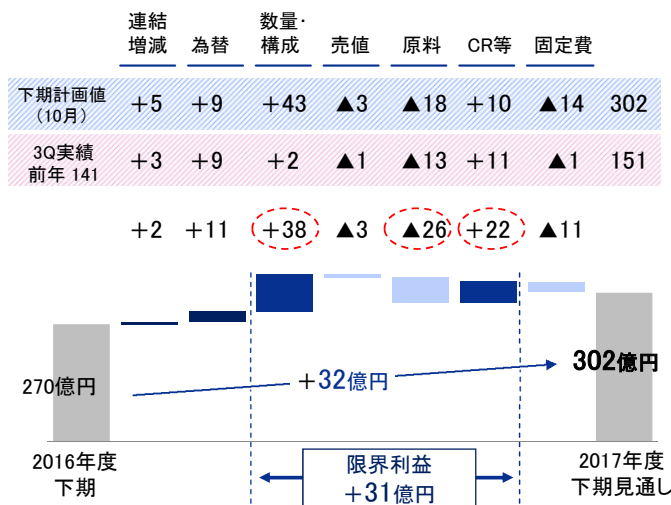 連結増減 為替 数量・構成 売値 原料 CR等 固定費
下期計画値（10月） +5 +9 +43 ▲3 ▲18 +10 ▲14 302
3Q実績 前年 141 +3 +9 +2 ▲1 ▲13 +11 ▲1 151
+2 +11 +38 ▲3 ▲26 +22 ▲11
302億円
270億円
+32億円
2016年度
下期
限界利益
+31億円
2017年度
下期見通し